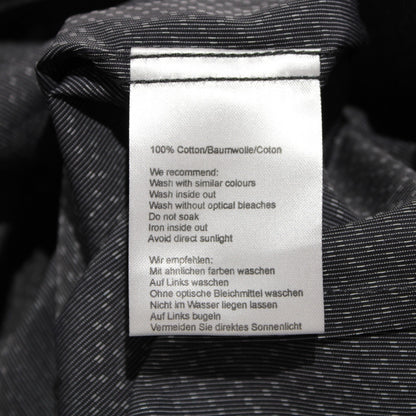 100% Cotton/Baumwolle/Coton
We recommend:
Wash with similar colours
Wash inside out
Wash without optical bleaches
Do not soak
Iron inside out
Avoid direct sunlight
Wir empfehlen:
Mit ahnlichen farben waschen
Auf Links waschen
Ohne optische Bleichmittel waschen
Nicht im Wasser liegen lassen
Auf Links bugeln
Vermeiden Sie direktes Sonnenlicht